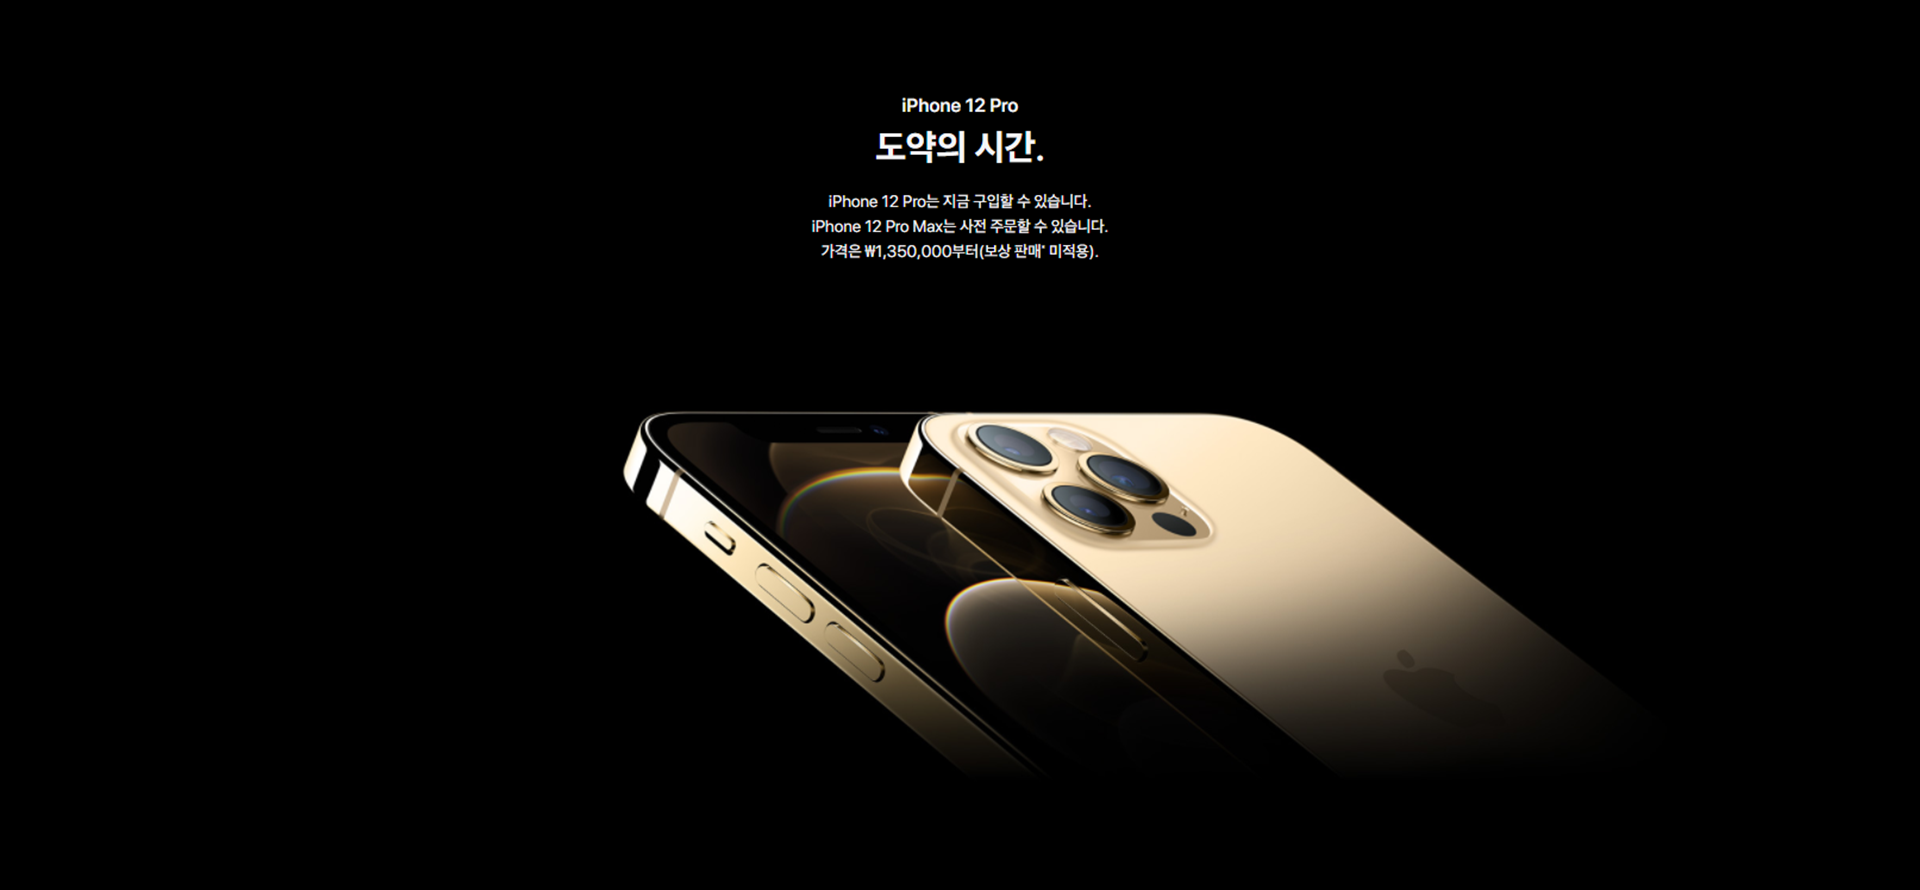 iPhone 12 Pro
도약의 시간.
iPhone 12 Pro는 지금 구입할 수 있습니다.
iPhone 12 Pro Max는 사전 주문할 수 있습니다.
가격은 ₩1,350,000부터(보상 판매* 미적용).